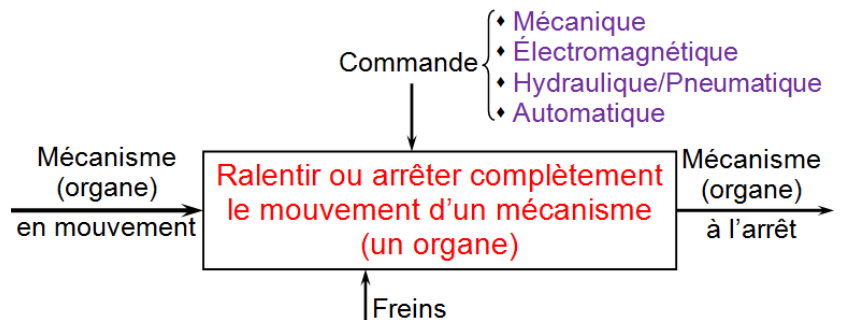 Commande
♦ Mécanique
♦ Électromagnétique
♦ Hydraulique/Pneumatique
♦ Automatique
Mécanisme
(organe)
en mouvement
Ralentir ou arrêter complètement
le mouvement d’un mécanisme
(un organe)
Mécanisme
(organe)
à l’arrêt
Freins